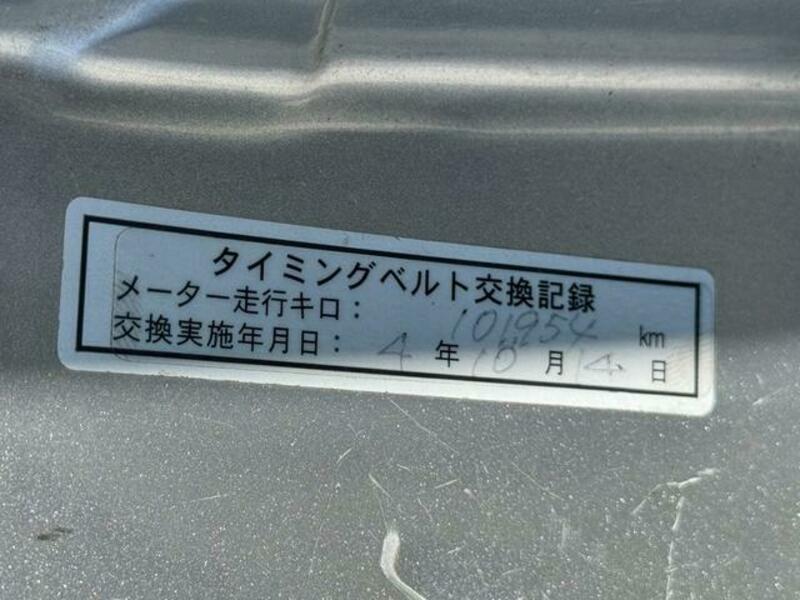 タイミングベルト交換記録
メーター走行キロ： 101954 km
交換実施年月日： 4 年 10 月 14 日